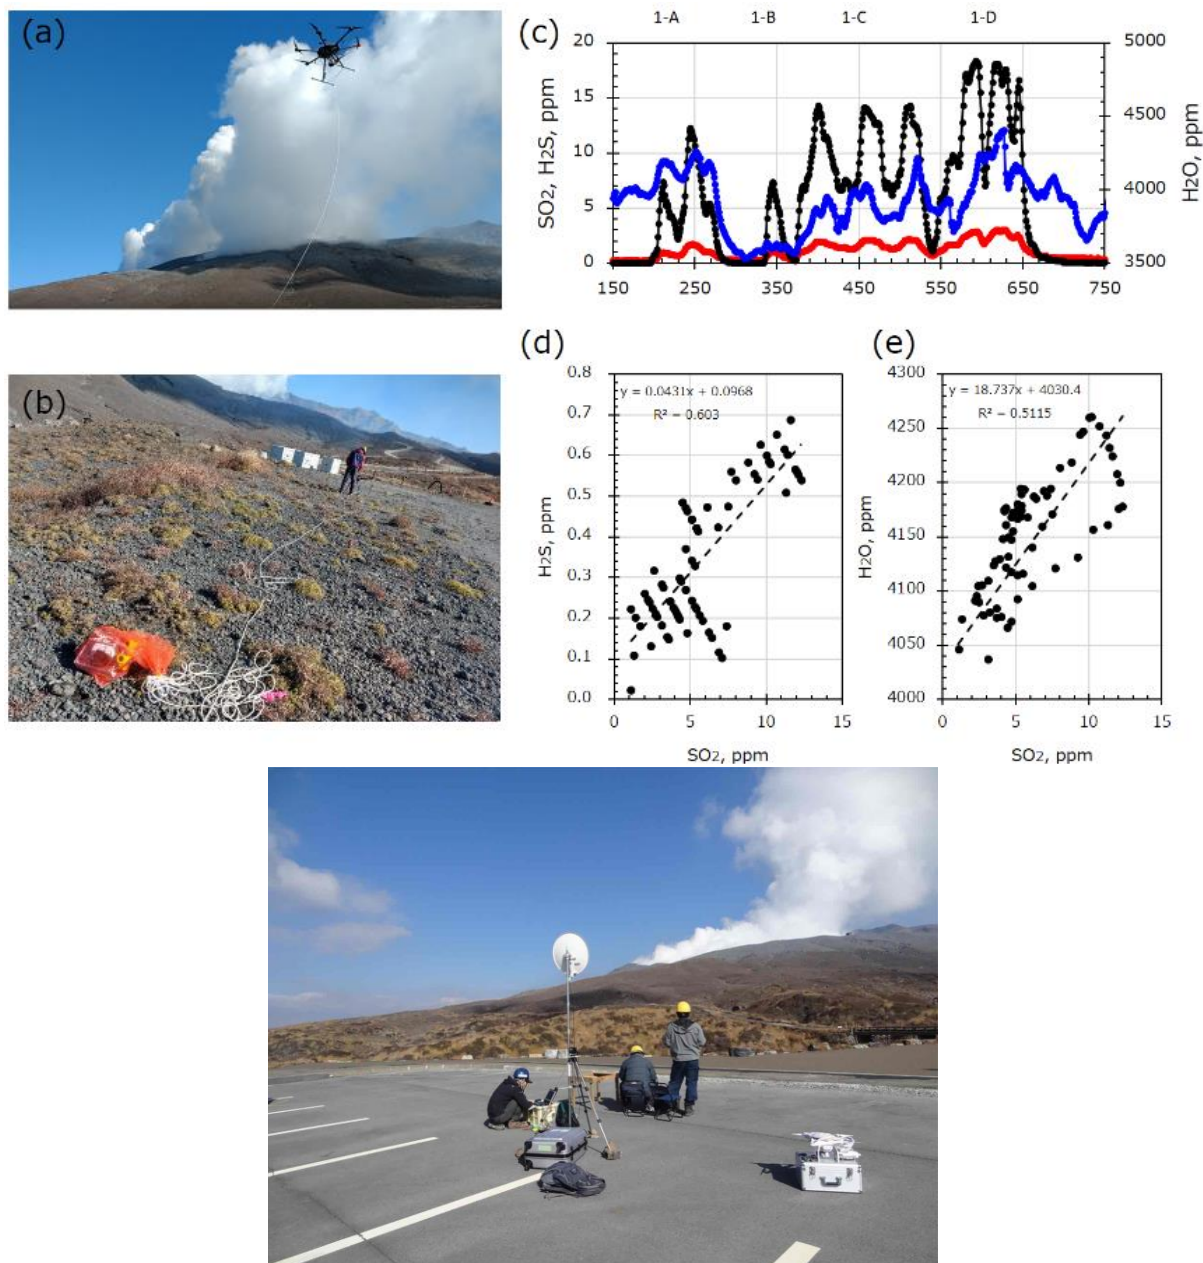 (a)
(c)
1-A 1-B 1-C 1-D
20
15
10
5
0
SO2, H2S, ppm
5000
4500
4000
3500
H2O, ppm
150 250 350 450 550 650 750
(b)
(d)
0.8
0.7
0.6
0.5
0.4
0.3
0.2
0.1
0.0
H2S, ppm
y = 0.0431x + 0.0968
R² = 0.603
0 5 10 15
SO2, ppm
(e)
4300
4250
4200
4150
4100
4050
4000
H2O, ppm
y = 18.737x + 4030.4
R² = 0.5115
0 5 10 15
SO2, ppm